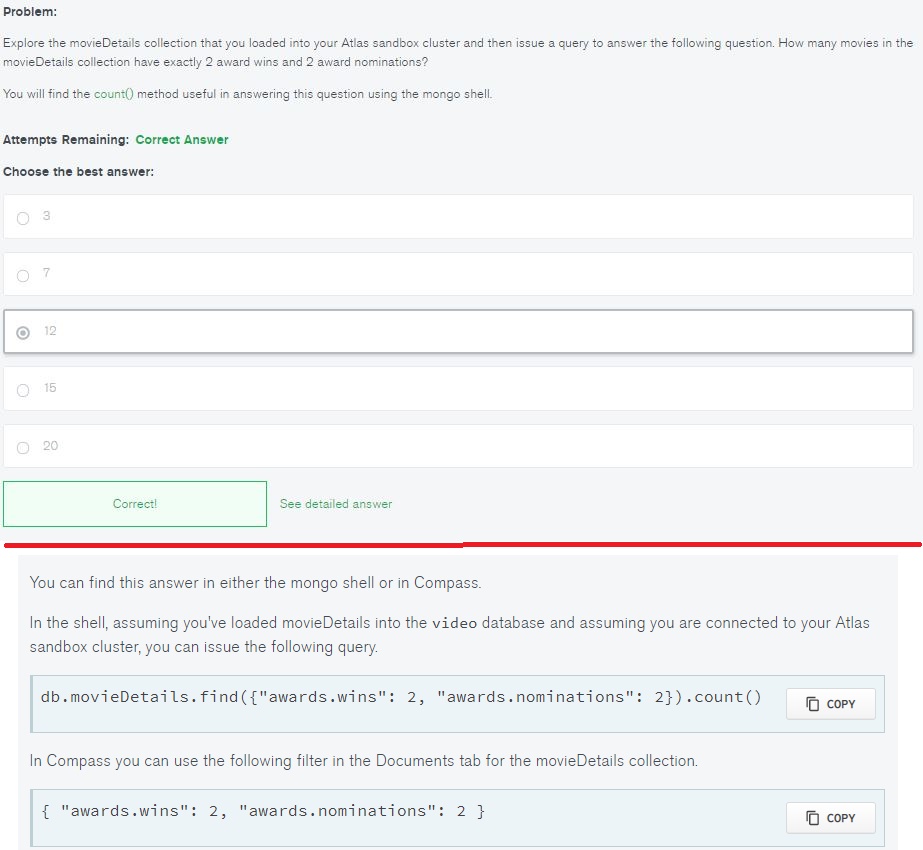 Problem:
Explore the movieDetails collection that you loaded into your Atlas sandbox cluster and then issue a query to answer the following question. How many movies in the
movieDetails collection have exactly 2 award wins and 2 award nominations?
You will find the count() method useful in answering this question using the mongo shell.
Attempts Remaining: Correct Answer
Choose the best answer:
3
7
12
15
20
Correct! See detailed answer
You can find this answer in either the mongo shell or in Compass.
In the shell, assuming you've loaded movieDetails into the video database and assuming you are connected to your Atlas
sandbox cluster, you can issue the following query.
db.movieDetails.find({"awards.wins": 2, "awards.nominations": 2}).count() COPY
In Compass you can use the following filter in the Documents tab for the movieDetails collection.
{ "awards.wins": 2, "awards.nominations": 2 } COPY